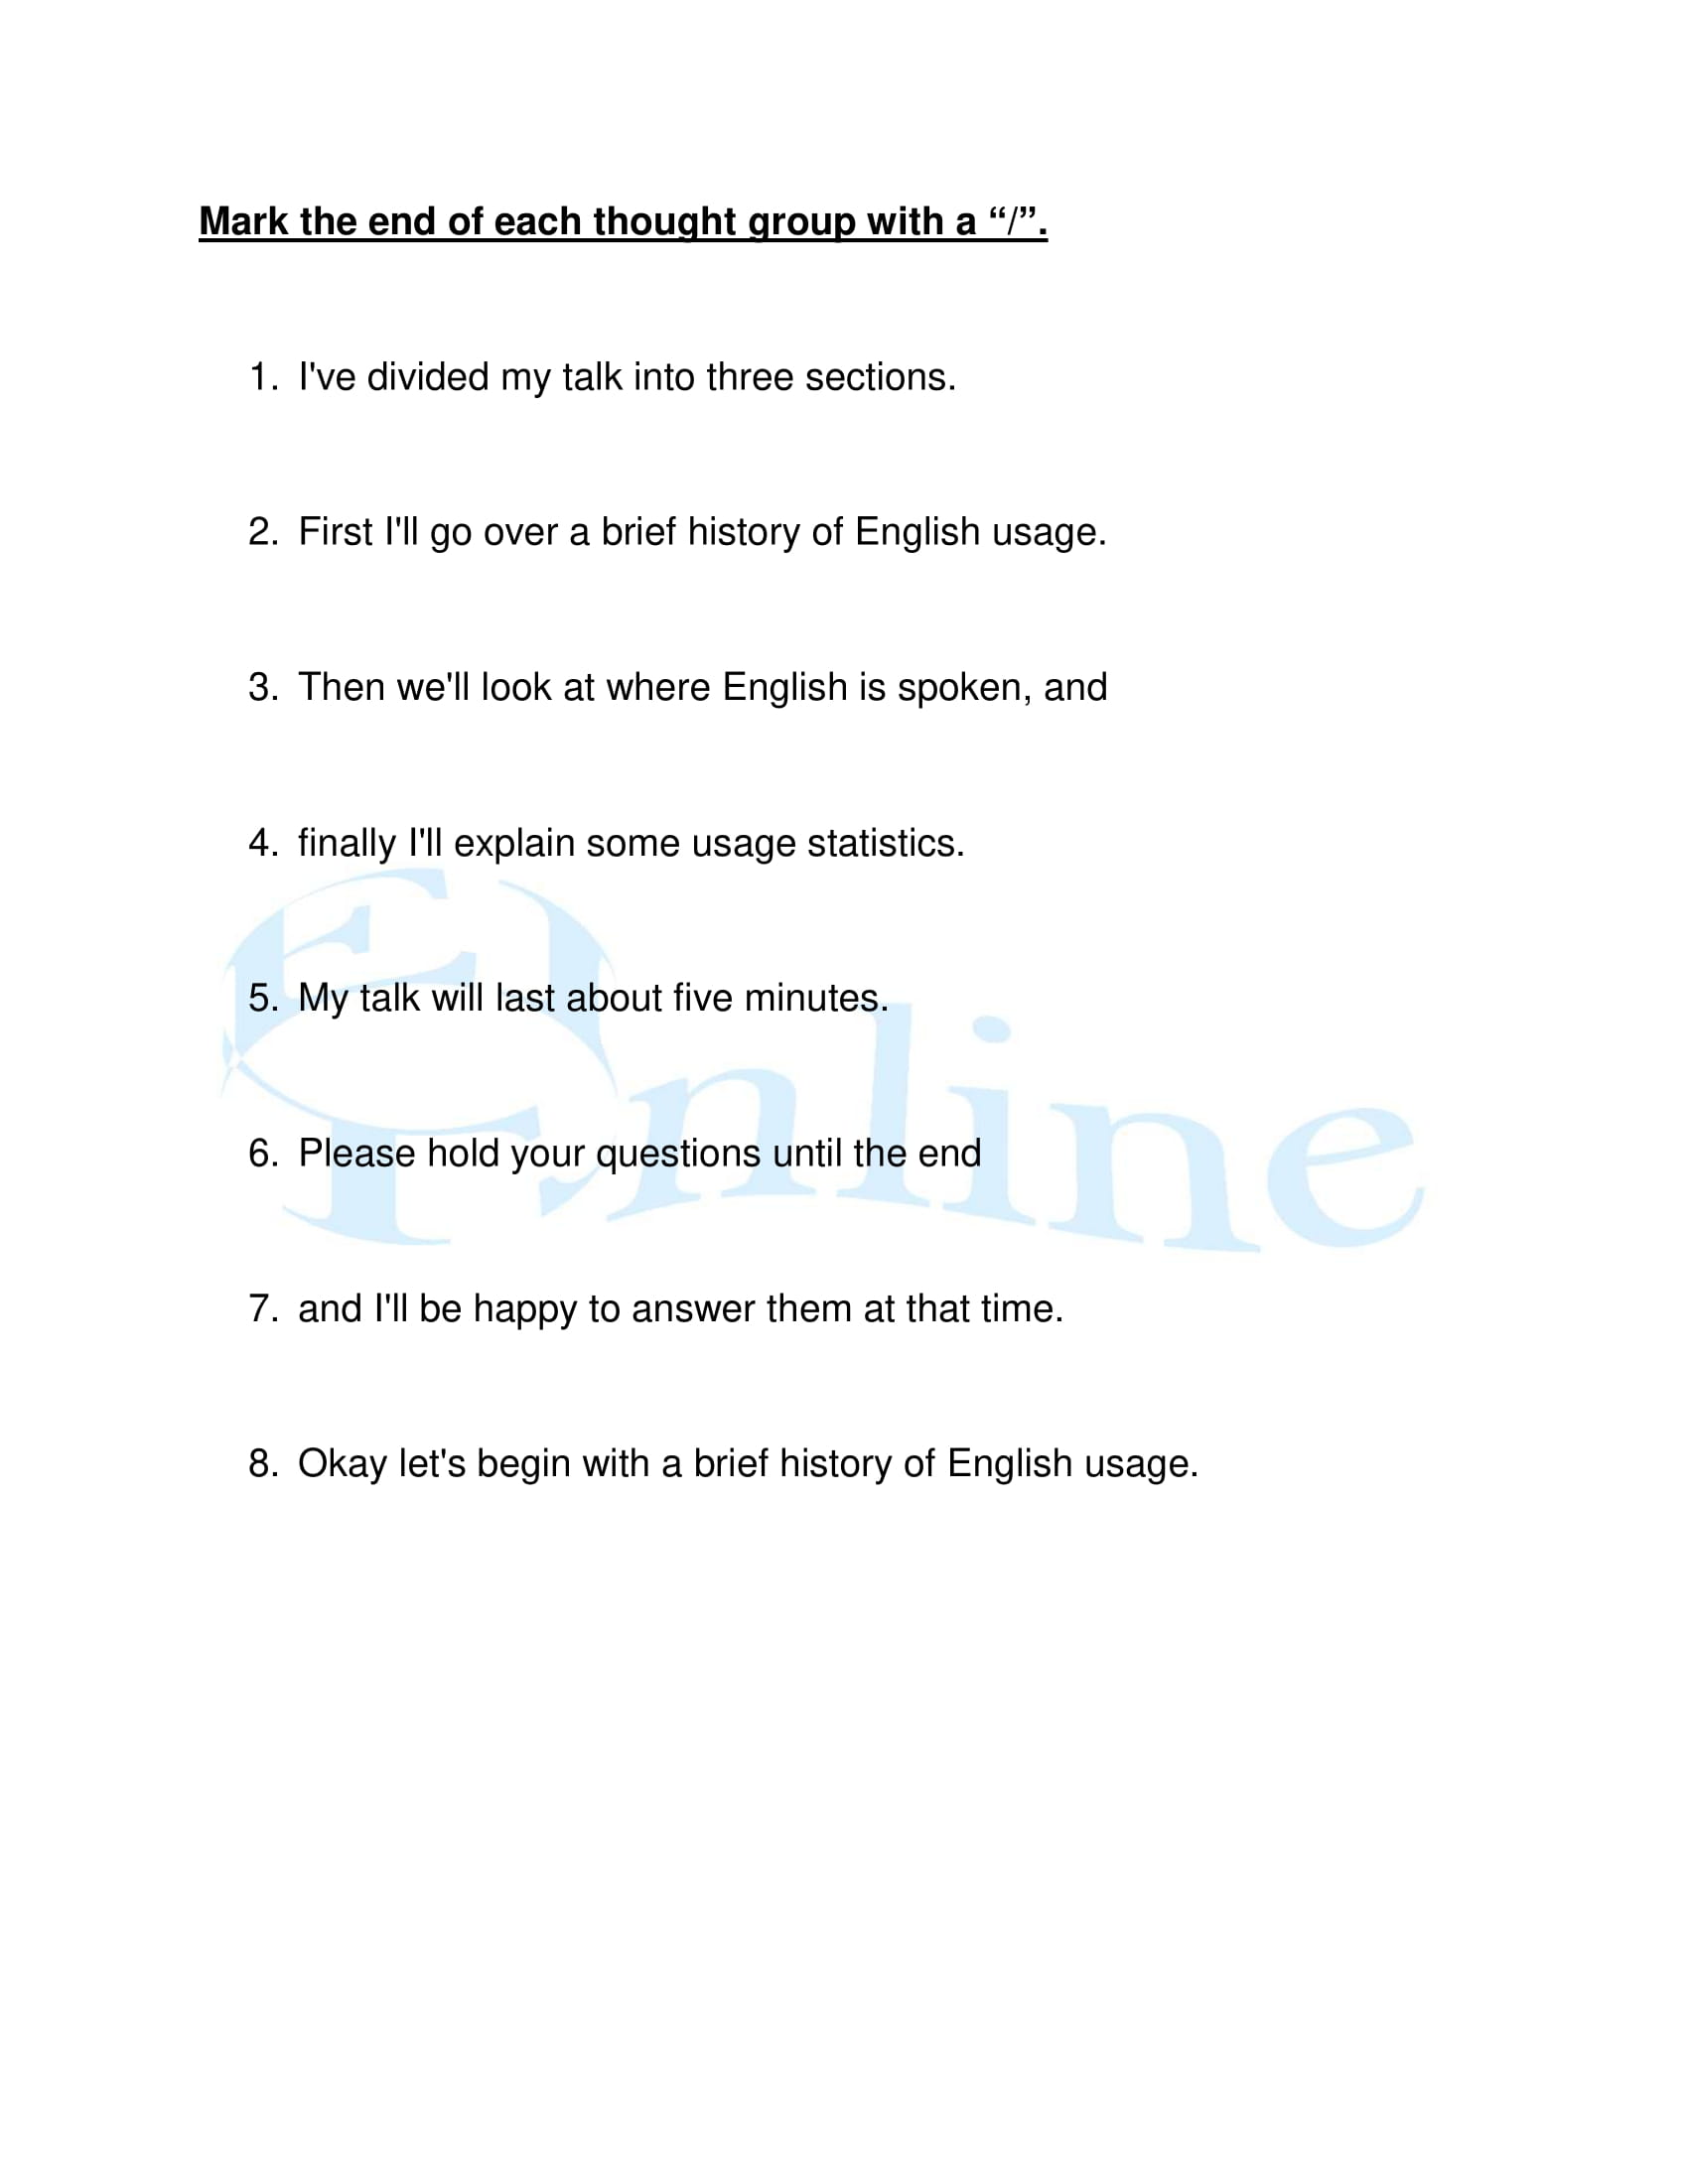 Mark the end of each thought group with a “/”.
1. I've divided my talk into three sections.
2. First I'll go over a brief history of English usage.
3. Then we'll look at where English is spoken, and
4. finally I'll explain some usage statistics.
5. My talk will last about five minutes.
6. Please hold your questions until the end
7. and I'll be happy to answer them at that time.
8. Okay let's begin with a brief history of English usage.
nline